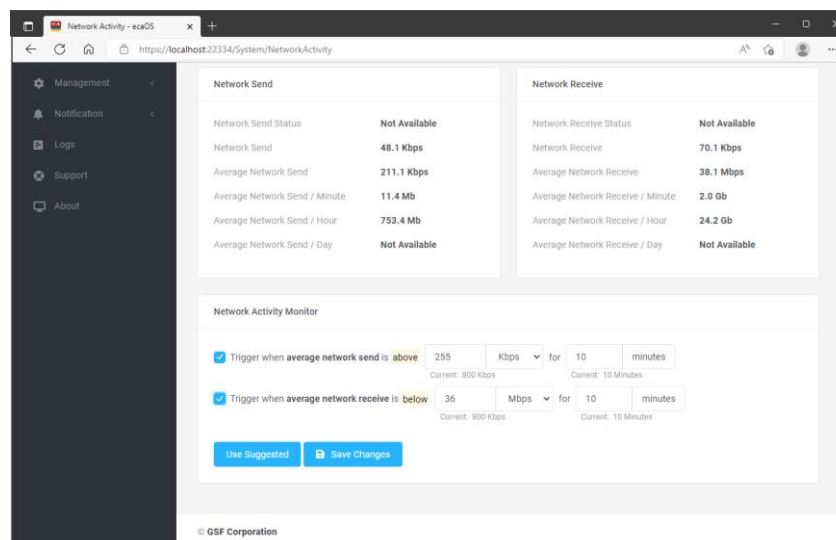 Network Activity - ecaOS
https://localhost:22334/System/NetworkActivity
Management
Notification
Logs
Support
About
Network Send
Network Send Status Not Available
Network Send 48.1 Kbps
Average Network Send 211.1 Kbps
Average Network Send / Minute 11.4 Mb
Average Network Send / Hour 753.4 Mb
Average Network Send / Day Not Available
Network Receive
Network Receive Status Not Available
Network Receive 70.1 Kbps
Average Network Receive 38.1 Mbps
Average Network Receive / Minute 2.0 Gb
Average Network Receive / Hour 24.2 Gb
Average Network Receive / Day Not Available
Network Activity Monitor
Trigger when average network send is above 255 Kbps for 10 minutes
Current: 800 Kbps Current: 10 Minutes
Trigger when average network receive is below 36 Mbps for 10 minutes
Current: 800 Kbps Current: 10 Minutes
Use Suggested Save Changes
© GSF Corporation